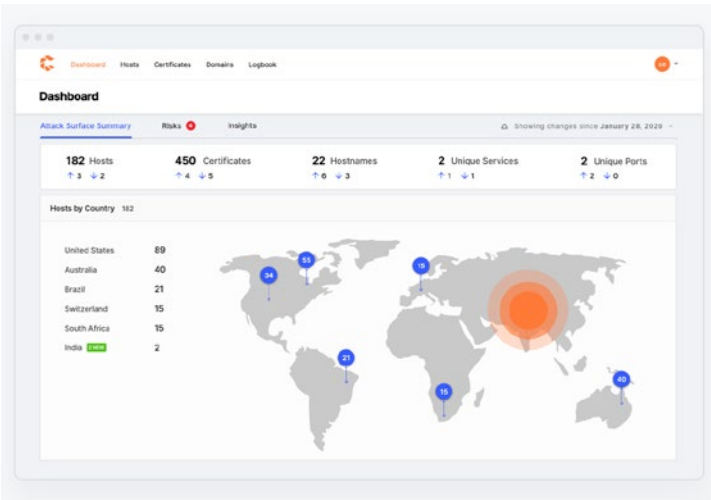 Dashboard Hosts Certificates Domains Logbook
Dashboard
Attack Surface Summary Risks Insights Showing changes since January 28, 2020
182 Hosts 450 Certificates 22 Hostnames 2 Unique Services 2 Unique Ports
3 2 4 5 6 3 1 1 2 0
Hosts by Country 182
United States 89
Australia 40
Brazil 21
Switzerland 15
South Africa 15
India 2 NEW 2
55
34
15
21
15
40